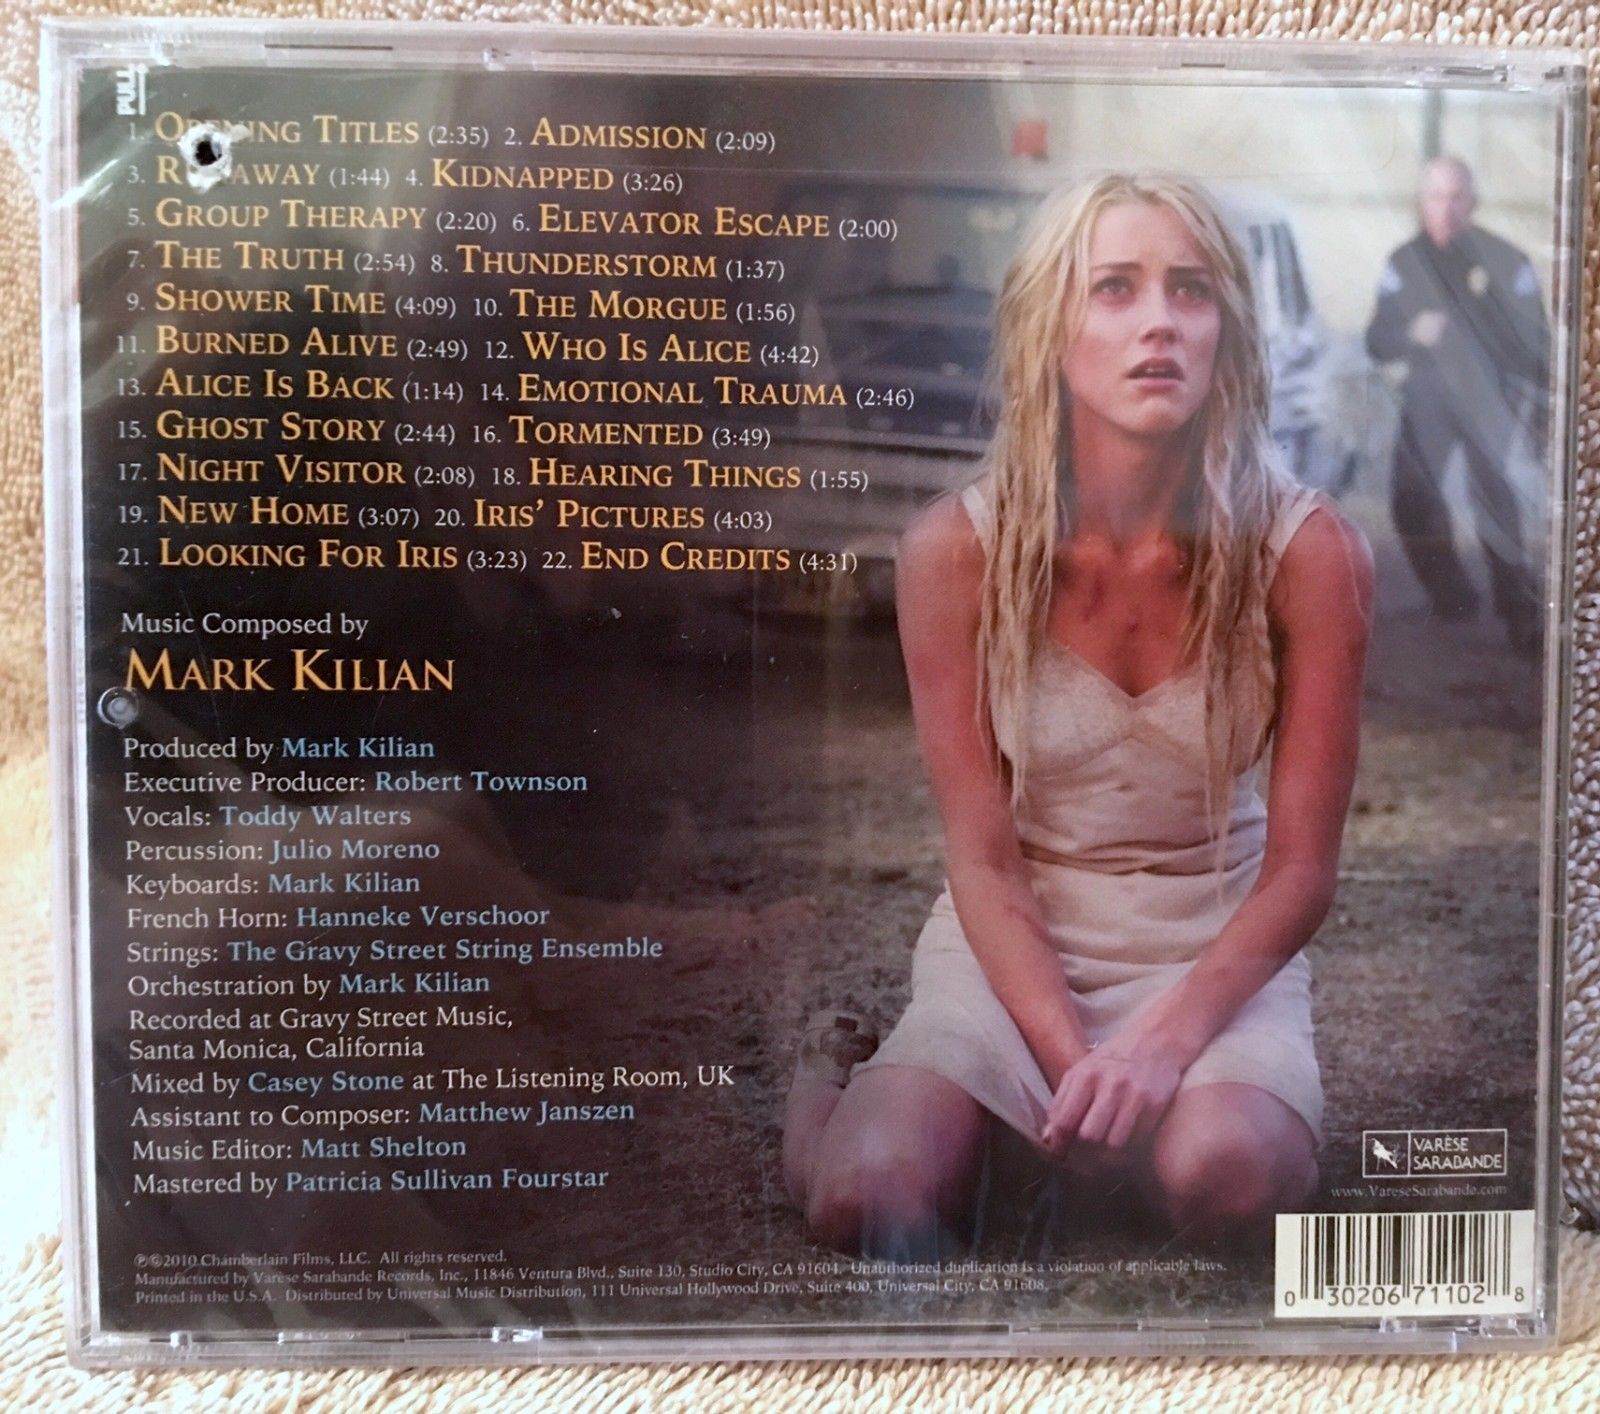 PULL
1. OPENING TITLES (2:35) 2. ADMISSION (2:09)
3. (1:44) 4. KIDNAPPED (3:26)
5. GROUP THERAPY (2:20) 6. ELEVATOR ESCAPE (2:00)
7. THE TRUTH (2:54) 8. THUNDERSTORM (1:37)
9. SHOWER TIME (4:09) 10. THE MORGUE (1:56)
11. BURNED ALIVE (2:49) 12. WHO IS ALICE (4:42)
13. ALICE IS BACK (1:14) 14. EMOTIONAL TRAUMA (2:46)
15. GHOST STORY (2:44) 16. TORMENTED (3:49)
17. NIGHT VISITOR (2:08) 18. HEARING THINGS (1:55)
19. NEW HOME (3:07) 20. IRIS' PICTURES (4:03)
21. LOOKING FOR IRIS (3:23) 22. END CREDITS (4:31)
Music Composed by
MARK KILIAN
Produced by Mark Kilian
Executive Producer: Robert Townson
Vocals: Toddy Walters
Percussion: Julio Moreno
Keyboards: Mark Kilian
French Horn: Hanneke Verschoor
Strings: The Gravy Street String Ensemble
Orchestration by Mark Kilian
Recorded at Gravy Street Music,
Santa Monica, California
Mixed by Casey Stone at The Listening Room, UK
Assistant to Composer: Matthew Janszen
Music Editor: Matt Shelton
Mastered by Patricia Sullivan Fourstar
VARÈSE
SARABANDE
www.VareseSarabande.com
℗©2010 Chamberlain Films, LLC. All rights reserved.
Manufactured by Varèse Sarabande Records, Inc., 11846 Ventura Blvd., Suite 130, Studio City, CA 91604. Unauthorized duplication is a violation of applicable laws.
Printed in the U.S.A. Distributed by Universal Music Distribution, 111 Universal Hollywood Drive, Suite 400, Universal City, CA 91608.
0 30206 71102 8